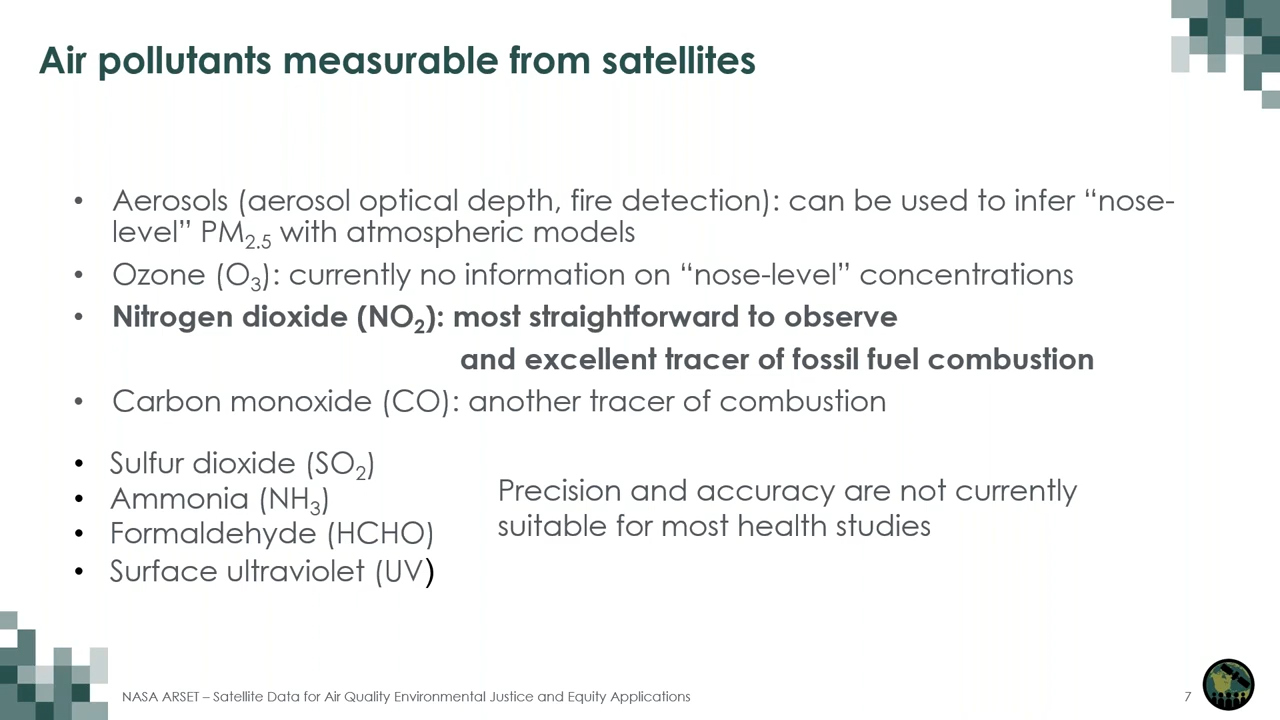 Air pollutants measurable from satellites
• Aerosols (aerosol optical depth, fire detection): can be used to infer “nose-
level” PM₂.₅ with atmospheric models
• Ozone (O₃): currently no information on “nose-level” concentrations
• Nitrogen dioxide (NO₂): most straightforward to observe
and excellent tracer of fossil fuel combustion
• Carbon monoxide (CO): another tracer of combustion
• Sulfur dioxide (SO₂)
• Ammonia (NH₃)
• Formaldehyde (HCHO)
• Surface ultraviolet (UV)
Precision and accuracy are not currently
suitable for most health studies
NASA ARSET – Satellite Data for Air Quality Environmental Justice and Equity Applications
7